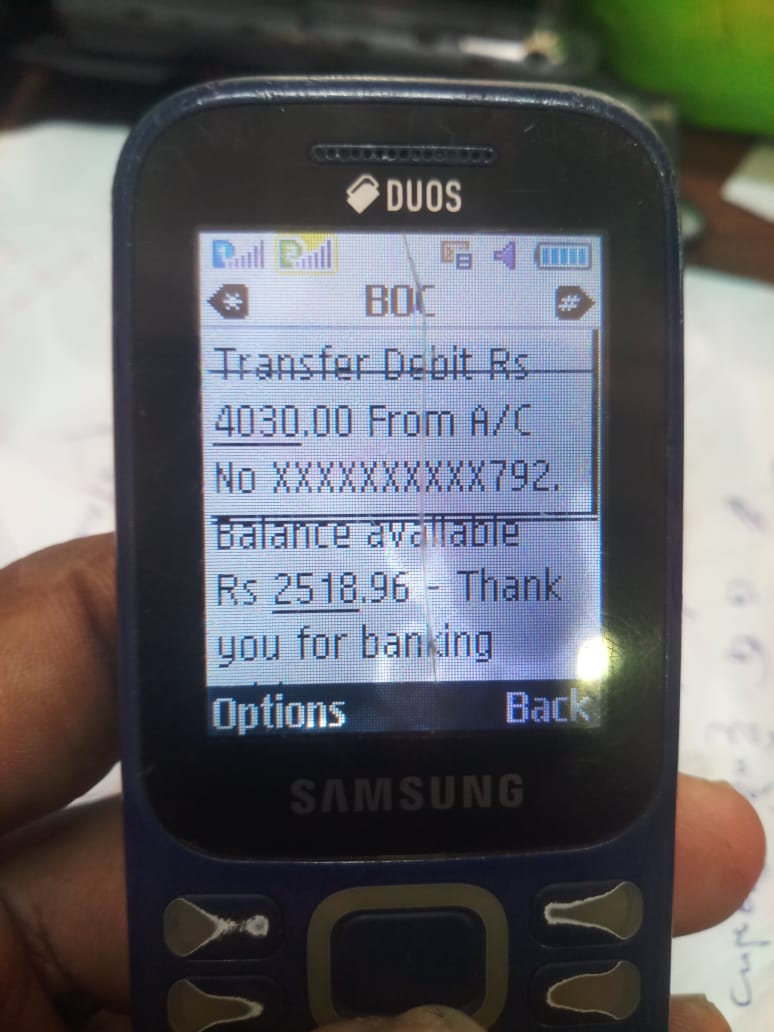 DUOS
BOC
Transfer Debit Rs
4030.00 From A/C
No XXXXXXXXXX792.
Balance available
Rs 2518.96 - Thank
you for banking
Options Back
SAMSUNG